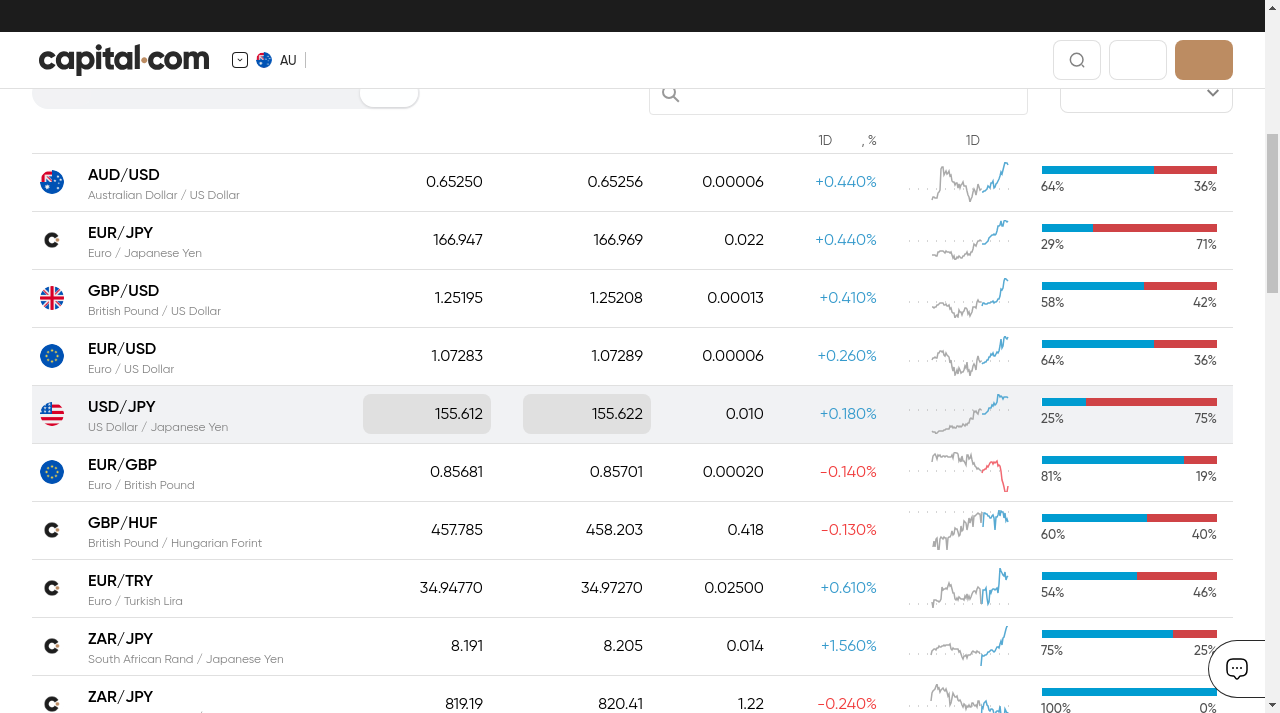 capital.com AU
1D , % 1D
AUD/USD 0.65250 0.65256 0.00006 +0.440%
Australian Dollar / US Dollar 64% 36%
EUR/JPY 166.947 166.969 0.022 +0.440%
Euro / Japanese Yen 29% 71%
GBP/USD 1.25195 1.25208 0.00013 +0.410%
British Pound / US Dollar 58% 42%
EUR/USD 1.07283 1.07289 0.00006 +0.260%
Euro / US Dollar 64% 36%
USD/JPY 155.612 155.622 0.010 +0.180%
US Dollar / Japanese Yen 25% 75%
EUR/GBP 0.85681 0.85701 0.00020 -0.140%
Euro / British Pound 81% 19%
GBP/HUF 457.785 458.203 0.418 -0.130%
British Pound / Hungarian Forint 60% 40%
EUR/TRY 34.94770 34.97270 0.02500 +0.610%
Euro / Turkish Lira 54% 46%
ZAR/JPY 8.191 8.205 0.014 +1.560%
South African Rand / Japanese Yen 75% 25%
ZAR/JPY 819.19 820.41 1.22 -0.240%
100% 0%